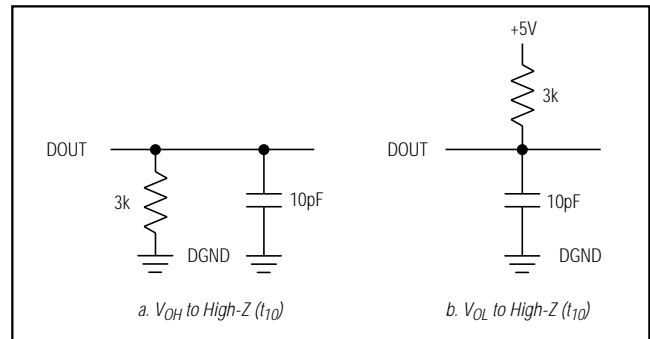 +5V
3k
DOUT
DOUT
3k
10pF
10pF
DGND
DGND
a. VOH to High-Z (t10)
b. VOL to High-Z (t10)